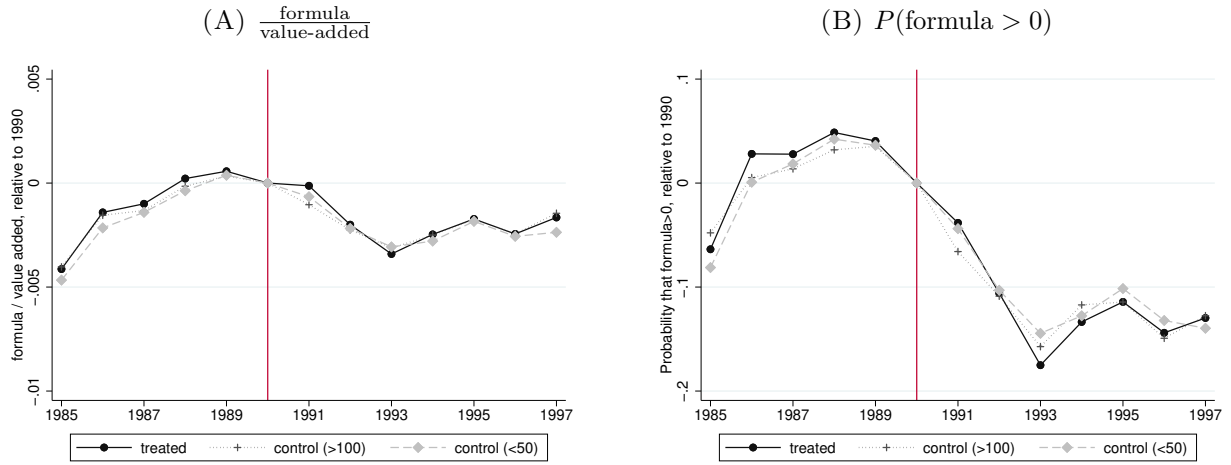 (A) formula / value-added
formula / value added, relative to 1990
.005
0
-.005
-.01
1985 1987 1989 1991 1993 1995 1997
treated control (>100) control (<50)
(B) P(formula > 0)
Probability that formula>0, relative to 1990
.1
0
-.1
-.2
1985 1987 1989 1991 1993 1995 1997
treated control (>100) control (<50)